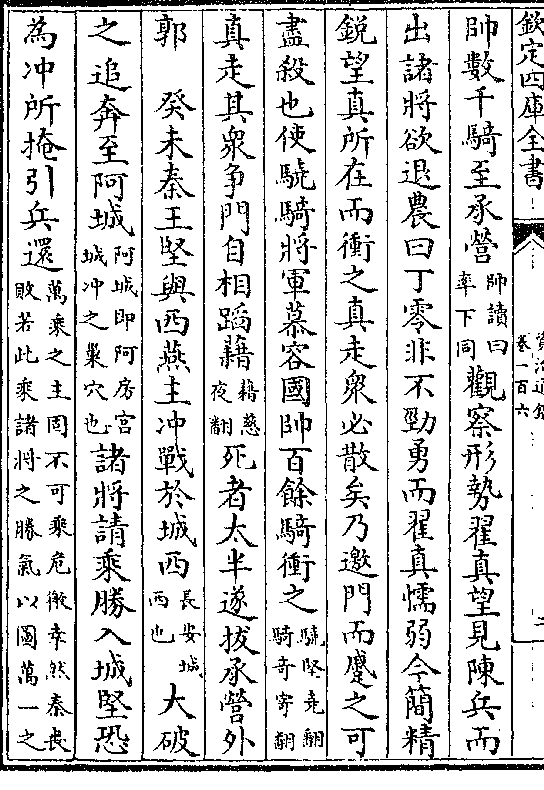 欽定四庫全書
資治通鑑
卷一百六
二
帥數千騎至承營帥讀曰率下同觀察形勢翟真望見陳兵而
出諸將欲退農曰丁零非不勁勇而翟真懦弱今簡精
鋭望真所在而衝之真走衆必散矣乃邀門而蹙之可
盡殺也使驍騎將軍慕容國帥百餘騎衝之驍堅堯翻騎奇寄翻
真走其衆争門自相蹈藉藉慈夜翻死者太半遂拔承營外
郭　癸未秦王堅與西燕主冲戰於城西長安城西也大破
之追奔至阿城阿城即阿房宮城冲之巢穴也諸將請乘勝入城堅恐
為冲所掩引兵還萬乘之主固不可乘危徼幸然秦喪敗若此乘諸將之勝氣以圖萬一之